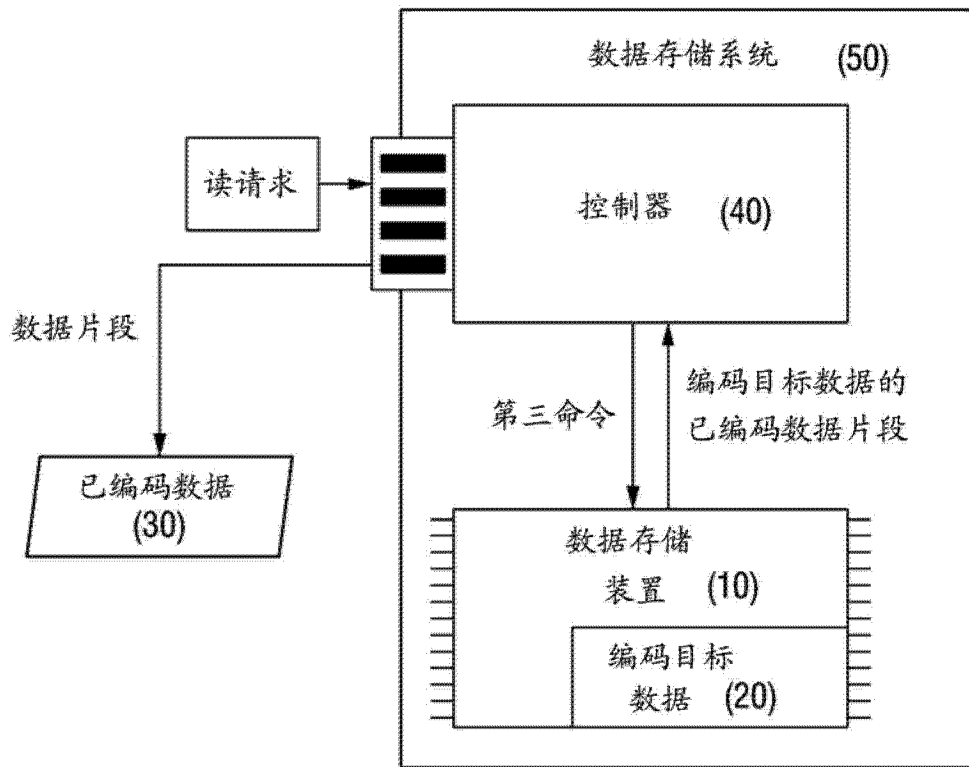 数据存储系统 (50)
读请求
控制器 (40)
数据片段
第三命令
编码目标数据的
已编码数据片段
已编码数据
(30)
数据存储
装置 (10)
编码目标
数据 (20)